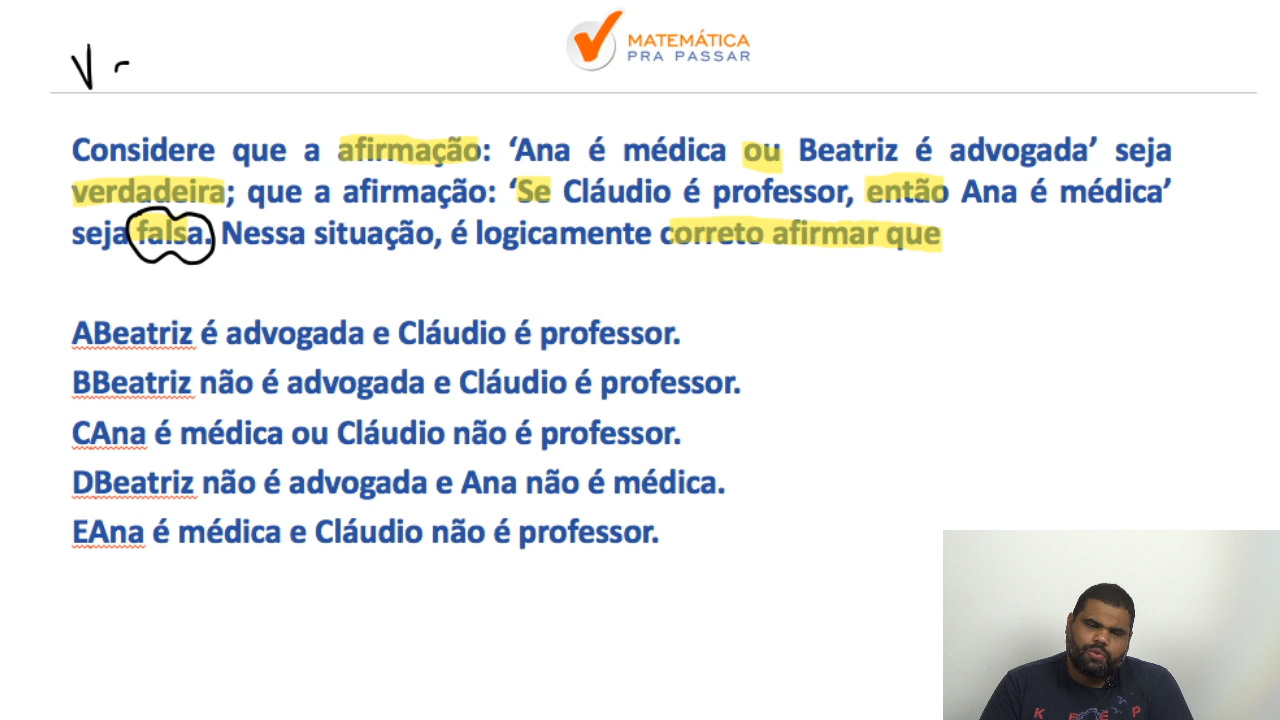 MATEMÁTICA
PRA PASSAR
V
Considere que a afirmação: ‘Ana é médica ou Beatriz é advogada’ seja
verdadeira; que a afirmação: ‘Se Cláudio é professor, então Ana é médica’
seja falsa. Nessa situação, é logicamente correto afirmar que
ABeatriz é advogada e Cláudio é professor.
BBeatriz não é advogada e Cláudio é professor.
CAna é médica ou Cláudio não é professor.
DBeatriz não é advogada e Ana não é médica.
EAna é médica e Cláudio não é professor.
K E E P